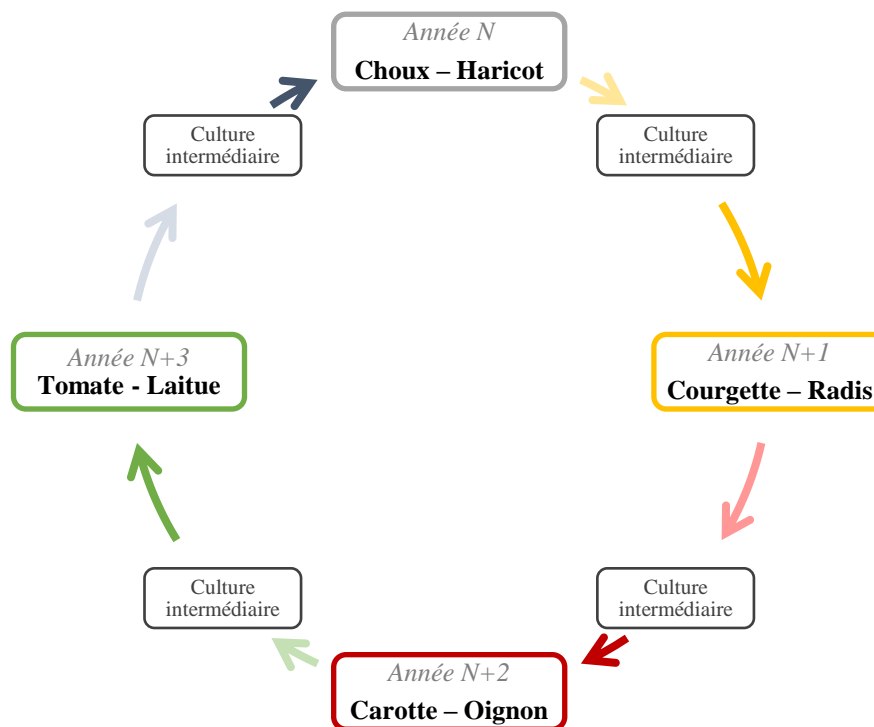 Année N
Choux – Haricot
Culture
intermédiaire
Culture
intermédiaire
Année N+3
Tomate - Laitue
Année N+1
Courgette – Radis
Culture
intermédiaire
Culture
intermédiaire
Année N+2
Carotte – Oignon